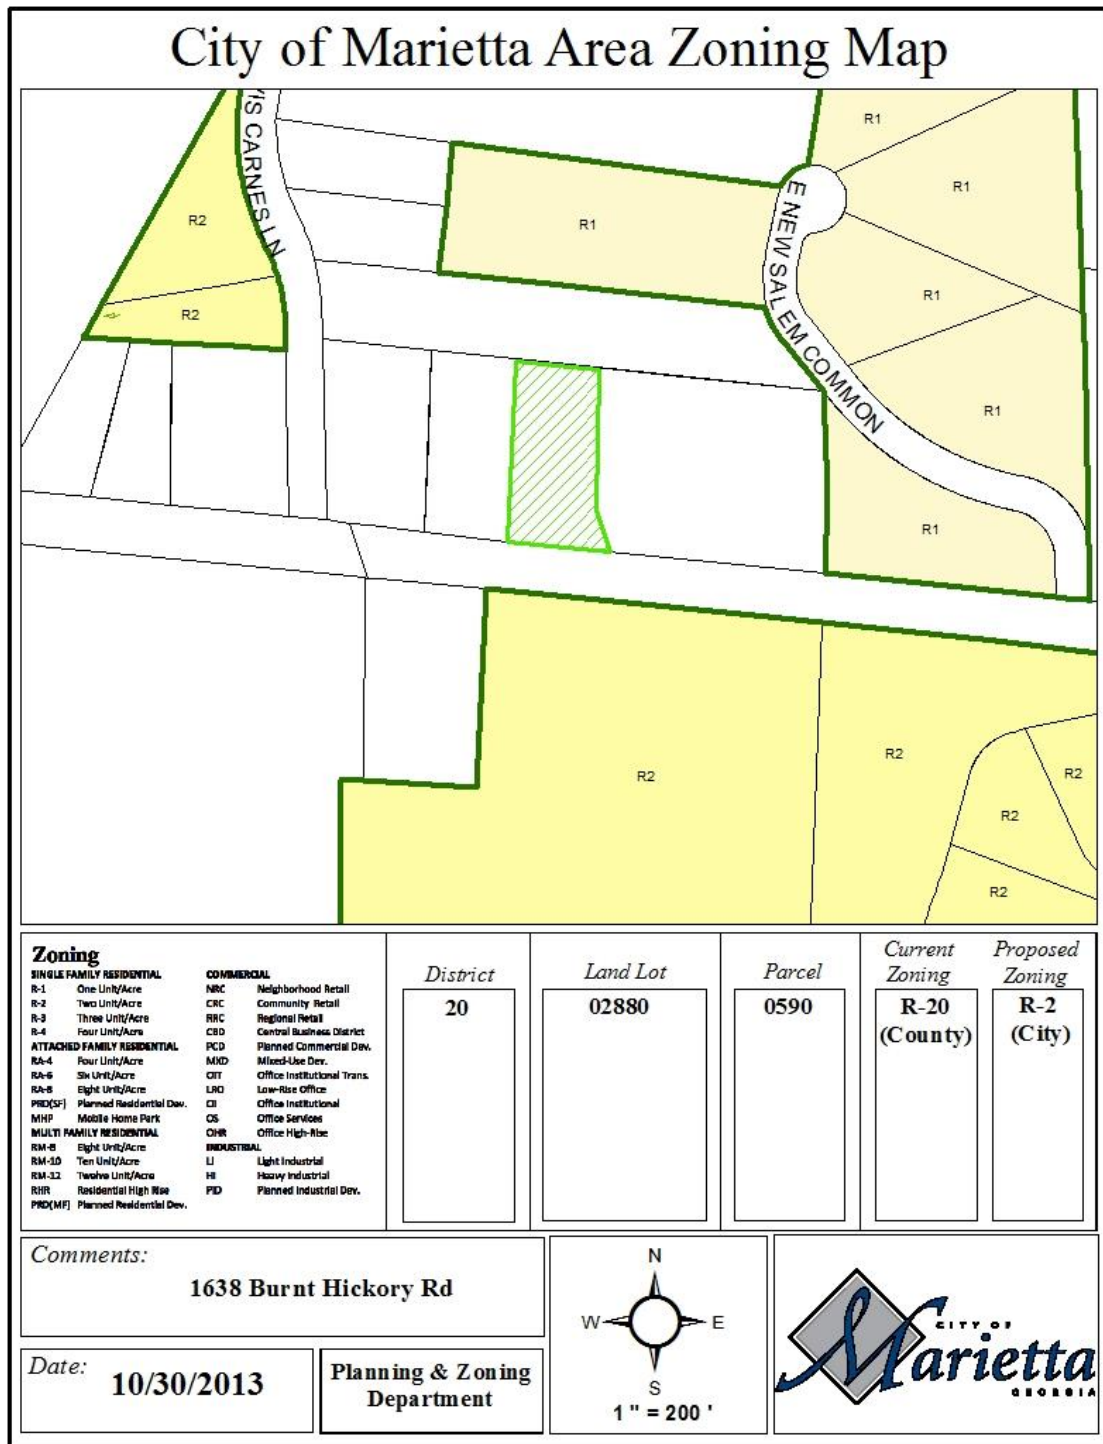 City of Marietta Area Zoning Map
VIS CARNES LN
R2
R2
R1
E NEW SALEM COMMON
R1
R1
R1
R1
R1
R2
R2
R2
R2
R2
Zoning
SINGLE FAMILY RESIDENTIAL
R-1 One Unit/Acre
R-2 Two Unit/Acre
R-3 Three Unit/Acre
R-4 Four Unit/Acre
ATTACHED FAMILY RESIDENTIAL
RA-4 Four Unit/Acre
RA-6 Six Unit/Acre
RA-8 Eight Unit/Acre
PRD(SF) Planned Residential Dev.
MHP Mobile Home Park
MULTI FAMILY RESIDENTIAL
RM-8 Eight Unit/Acre
RM-10 Ten Unit/Acre
RM-12 Twelve Unit/Acre
RHR Residential High Rise
PRD(MF) Planned Residential Dev.
COMMERCIAL
NRC Neighborhood Retail
CRC Community Retail
RRC Regional Retail
CBD Central Business District
PCD Planned Commercial Dev.
MXD Mixed-Use Dev.
OIT Office Institutional Trans.
LRO Low-Rise Office
OI Office Institutional
OS Office Services
OHR Office High-Rise
INDUSTRIAL
LI Light Industrial
HI Heavy Industrial
PID Planned Industrial Dev.
District
20
Land Lot
02880
Parcel
0590
Current
Zoning
R-20
(County)
Proposed
Zoning
R-2
(City)
Comments:
1638 Burnt Hickory Rd
Date:
10/30/2013
Planning & Zoning
Department
N
W E
S
1 " = 200 '
CITY OF
Marietta
GEORGIA